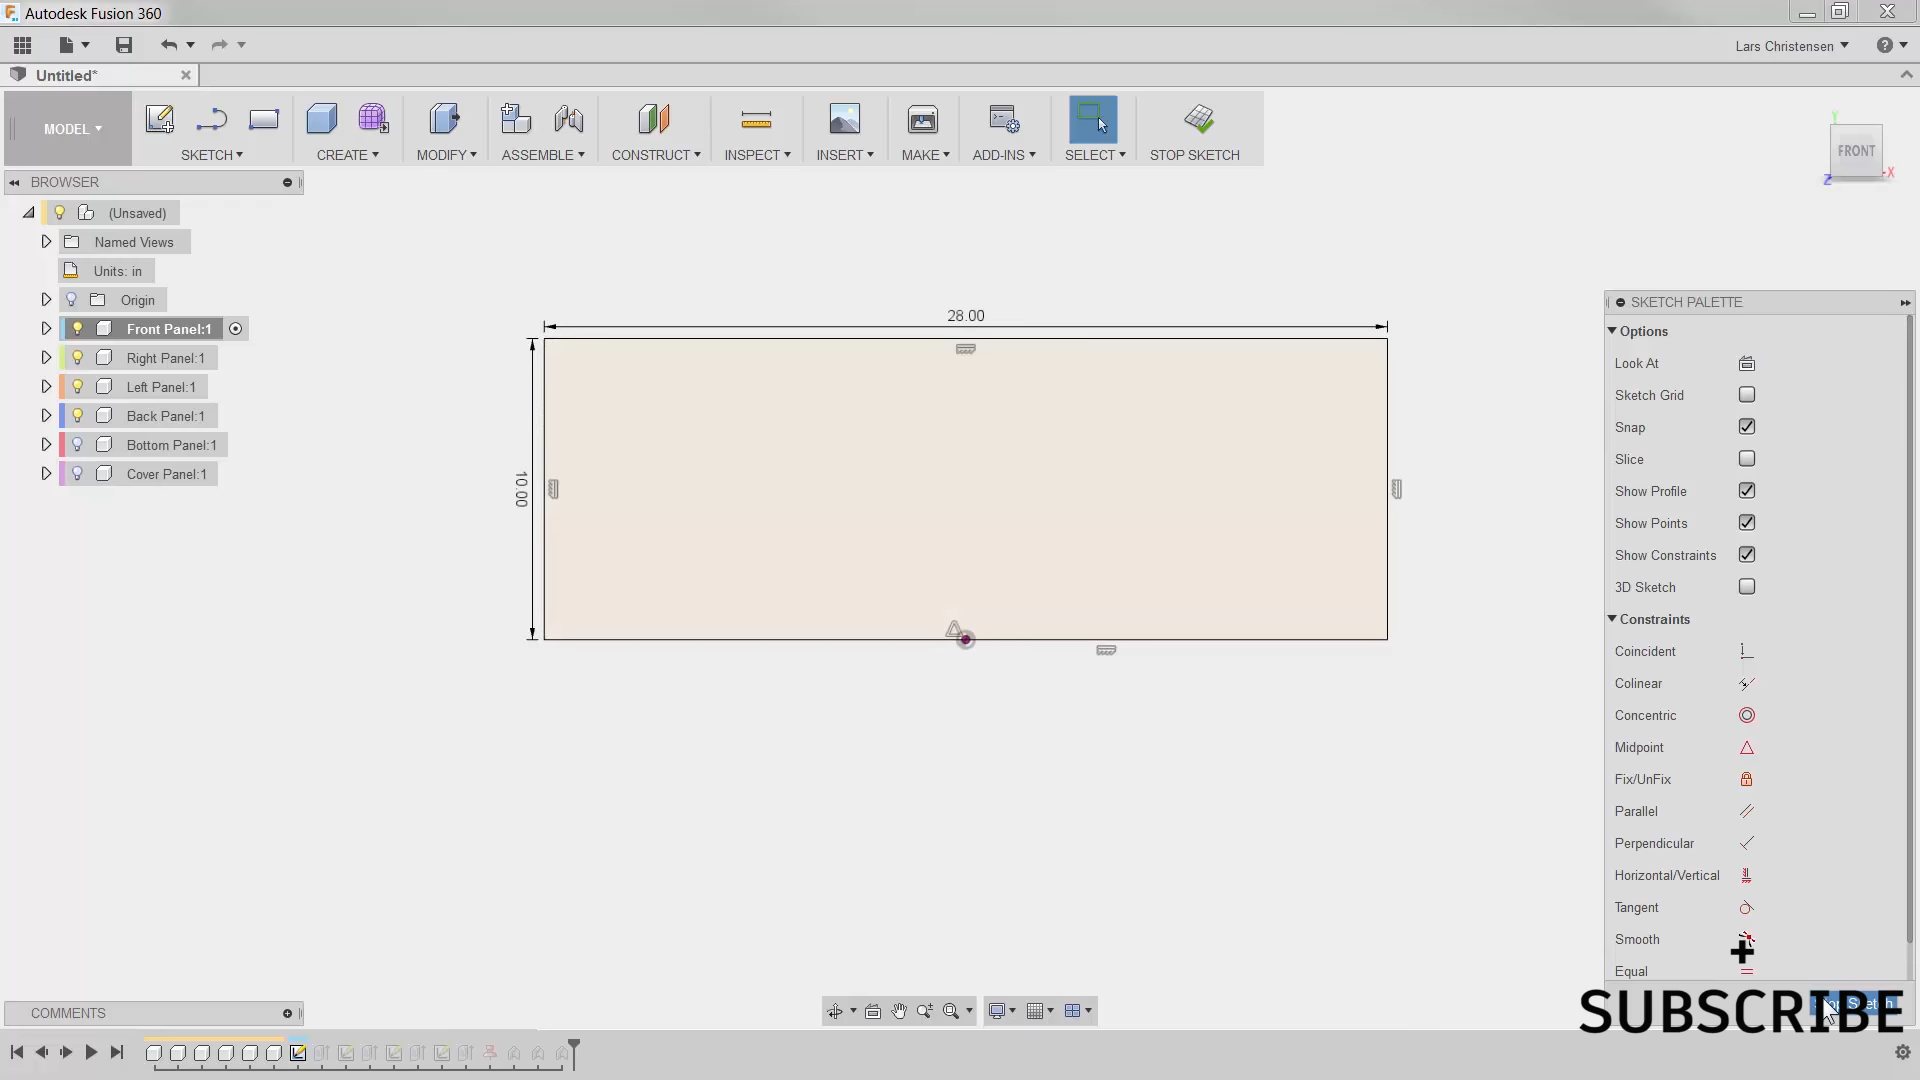 Autodesk Fusion 360
Lars Christensen
Untitled*
MODEL
SKETCH
CREATE
MODIFY
ASSEMBLE
CONSTRUCT
INSPECT
INSERT
MAKE
ADD-INS
SELECT
STOP SKETCH
Y
FRONT
Z
X
BROWSER
(Unsaved)
Named Views
Units: in
Origin
Front Panel:1
Right Panel:1
Left Panel:1
Back Panel:1
Bottom Panel:1
Cover Panel:1
28.00
10.00
SKETCH PALETTE
Options
Look At
Sketch Grid
Snap
Slice
Show Profile
Show Points
Show Constraints
3D Sketch
Constraints
Coincident
Colinear
Concentric
Midpoint
Fix/UnFix
Parallel
Perpendicular
Horizontal/Vertical
Tangent
Smooth
Equal
SUBSCRIBE
COMMENTS